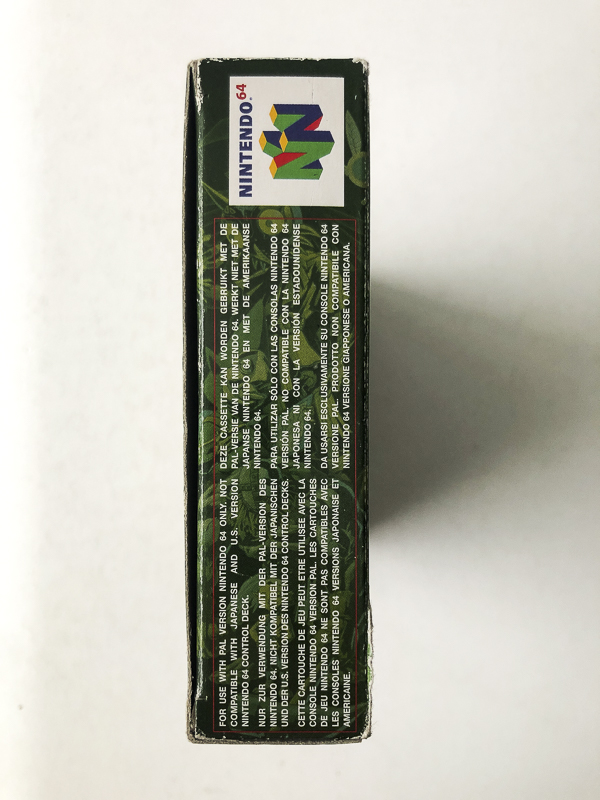 FOR USE WITH PAL VERSION NINTENDO 64 ONLY. NOT
COMPATIBLE WITH JAPANESE AND U.S. VERSION
NINTENDO 64 CONTROL DECK.
NUR ZUR VERWENDUNG MIT DER PAL-VERSION DES
NINTENDO 64. NICHT KOMPATIBEL MIT DER JAPANISCHEN
UND DER U.S. VERSION DES NINTENDO 64 CONTROL DECKS.
CETTE CARTOUCHE DE JEU PEUT ETRE UTILISEE AVEC LA
CONSOLE NINTENDO 64 VERSION PAL. LES CARTOUCHES
DE JEU NINTENDO 64 NE SONT PAS COMPATIBLES AVEC
LES CONSOLES NINTENDO 64 VERSIONS JAPONAISE ET
AMERICAINE.
DEZE CASSETTE KAN WORDEN GEBRUIKT MET DE
PAL-VERSIE VAN DE NINTENDO 64. WERKT NIET MET DE
JAPANSE NINTENDO 64 EN MET DE AMERIKAANSE
NINTENDO 64.
PARA UTILIZAR SÓLO CON LAS CONSOLAS NINTENDO 64
VERSIÓN PAL. NO COMPATIBLE CON LA NINTENDO 64
JAPONESA NI CON LA VERSIÓN ESTADOUNIDENSE
NINTENDO 64.
DA USARSI ESCLUSIVAMENTE SU CONSOLE NINTENDO 64
VERSIONE PAL. PRODOTTO NON COMPATIBILE CON
NINTENDO 64 VERSIONE GIAPPONESE O AMERICANA.
NINTENDO 64